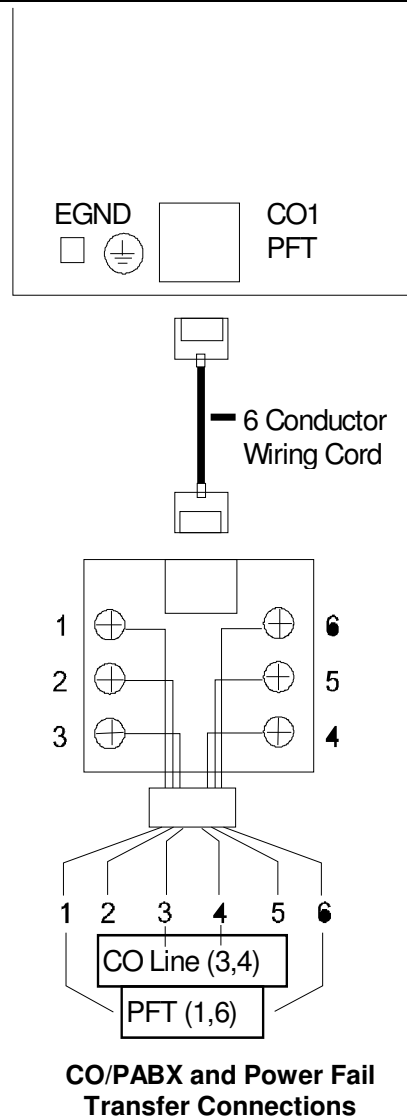 EGND
CO1
PFT
6 Conductor
Wiring Cord
1 6
2 5
3 4
1 2 3 4 5 6
CO Line (3,4)
PFT (1,6)
CO/PABX and Power Fail
Transfer Connections